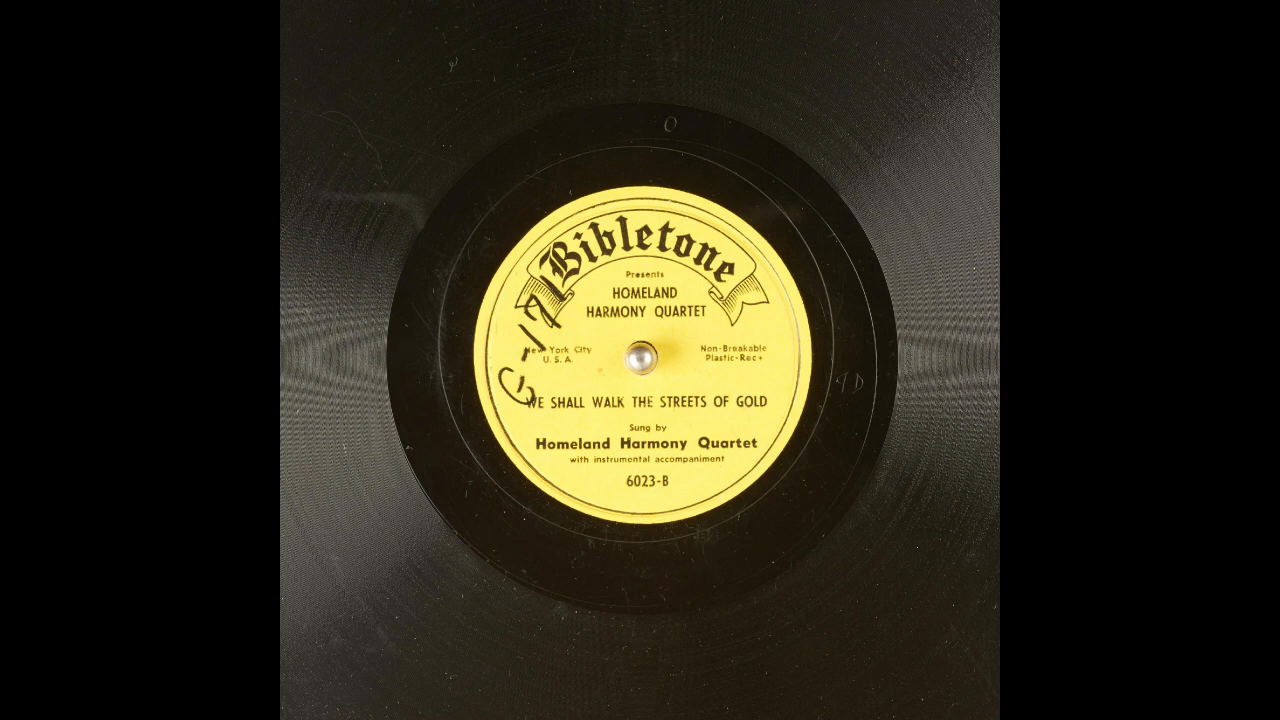 O
Bibletone
Presents
HOMELAND
HARMONY QUARTET
New York City
U. S. A.
Non-Breakable
Plastic-Rec+
G-171
WE SHALL WALK THE STREETS OF GOLD
Sung by
Homeland Harmony Quartet
with instrumental accompaniment
6023-B